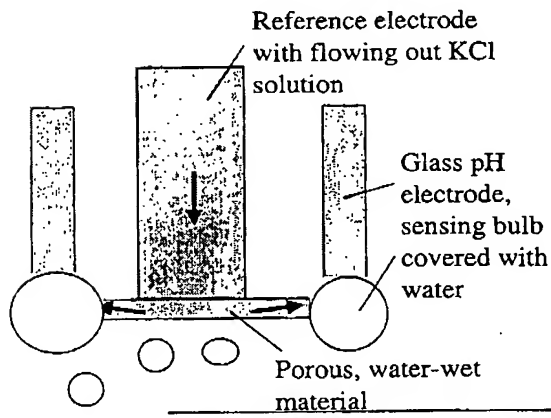 Reference electrode
with flowing out KCl
solution
Glass pH
electrode,
sensing bulb
covered with
water
Porous, water-wet
material